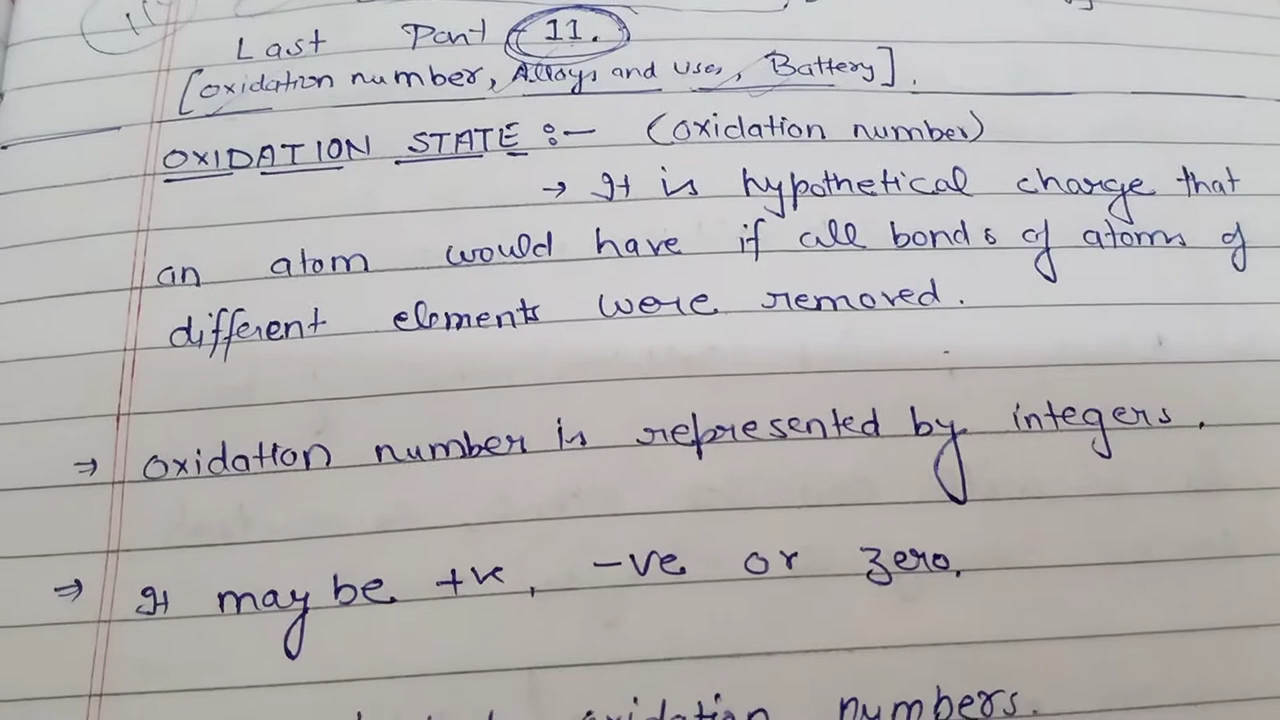 Last Part 11.
[oxidation number, Alloys and uses, Battery].
OXIDATION STATE :- (oxidation number)
→ It is hypothetical charge that
an atom would have if all bonds of atoms of
different elements were removed.
⇒ oxidation number is represented by integers.
⇒ It may be +ve, -ve or zero.
oxidation numbers.